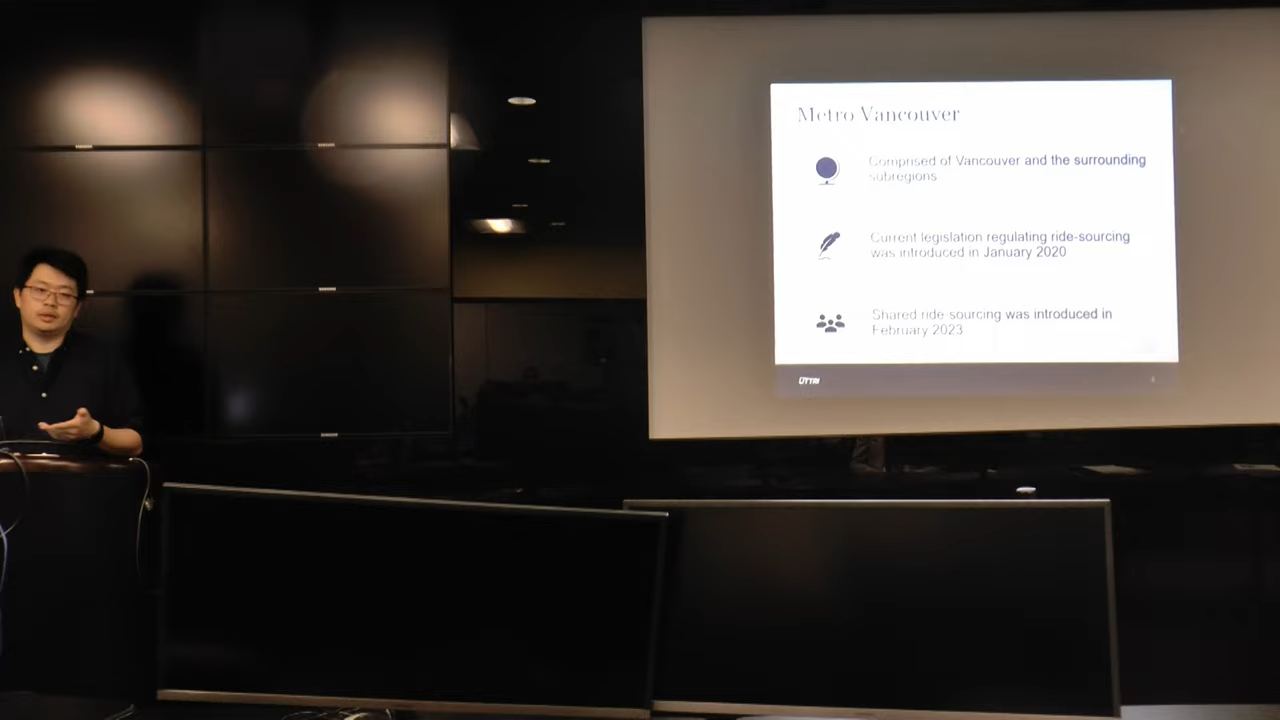 Metro Vancouver
Comprised of Vancouver and the surrounding
subregions
Current legislation regulating ride-sourcing
was introduced in January 2020
Shared ride-sourcing was introduced in
February 2023
UTTRI